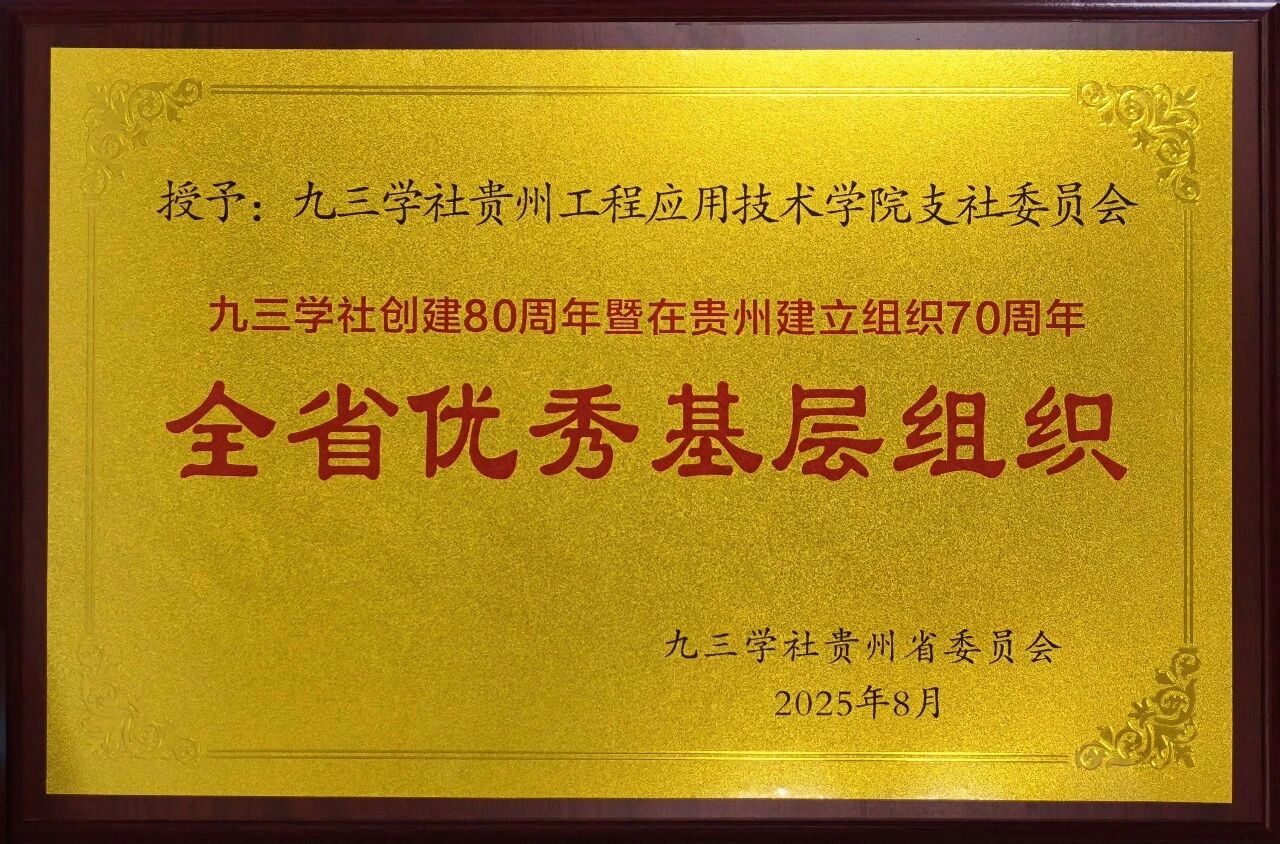 授予：九三学社贵州工程应用技术学院支社委员会
九三学社创建80周年暨在贵州建立组织70周年
全省优秀基层组织
九三学社贵州省委员会
2025年8月